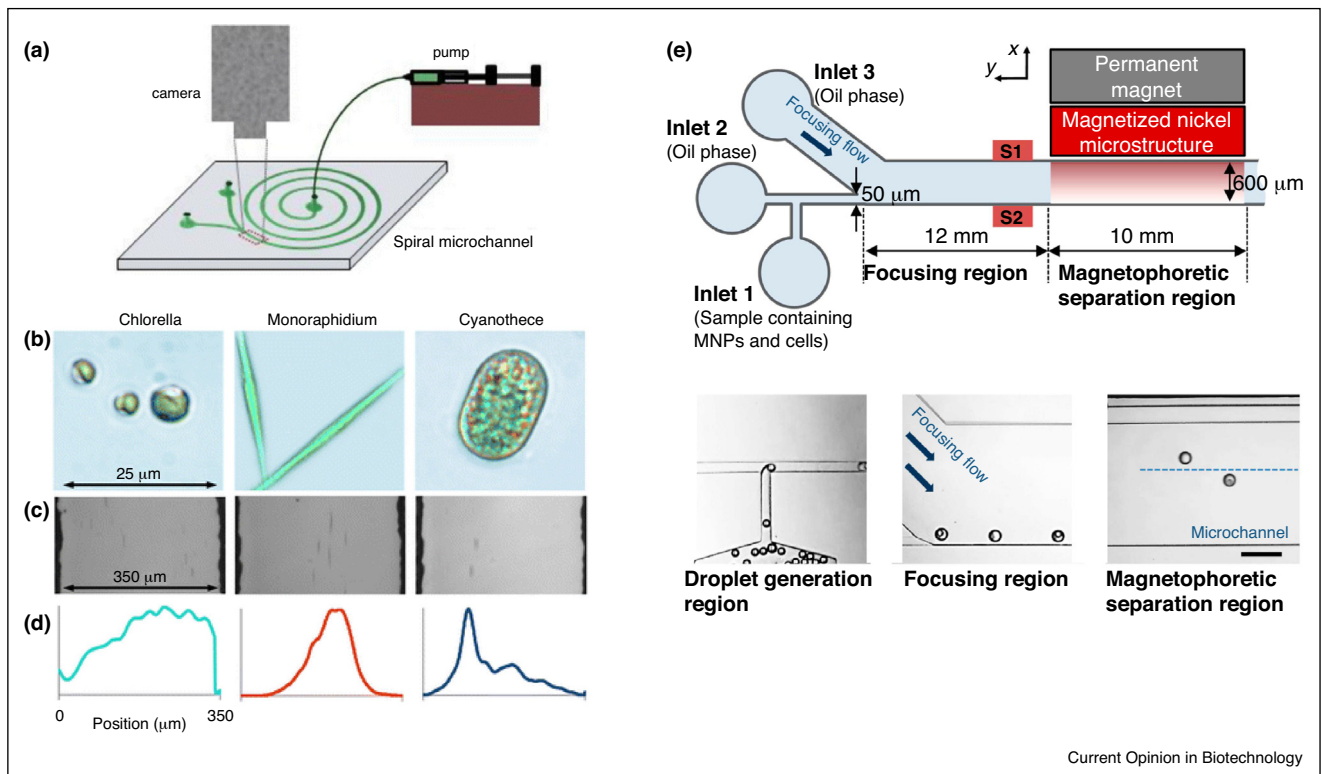 (a)
camera
pump
Spiral microchannel
(b)
Chlorella
Monoraphidium
Cyanothece
25 μm
(c)
350 μm
(d)
0
Position (μm)
350
(e)
Inlet 3
(Oil phase)
Inlet 2
(Oil phase)
Focusing flow
x
y
Permanent
magnet
Magnetized nickel
microstructure
S1
50 μm
600 μm
S2
12 mm
10 mm
Focusing region
Magnetophoretic
separation region
Inlet 1
(Sample containing
MNPs and cells)
Focusing flow
Microchannel
Droplet generation
region
Focusing region
Magnetophoretic
separation region
Current Opinion in Biotechnology